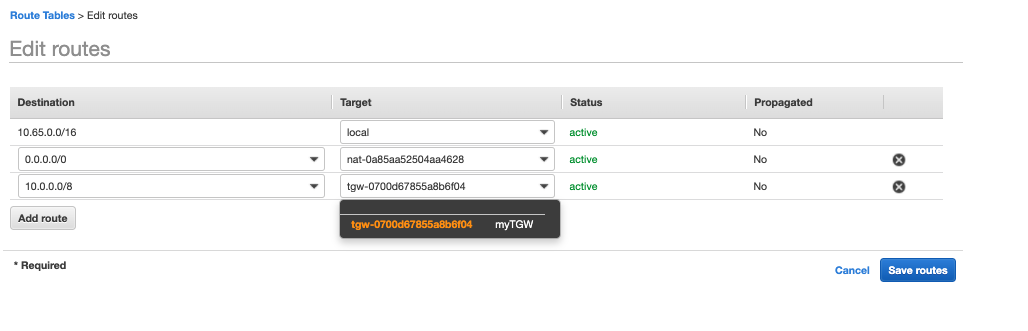 Route Tables > Edit routes
Edit routes
Destination Target Status Propagated
10.65.0.0/16 local active No
0.0.0.0/0 nat-0a85aa52504aa4628 active No
10.0.0.0/8 tgw-0700d67855a8b6f04 active No
Add route tgw-0700d67855a8b6f04 myTGW
* Required Cancel Save routes